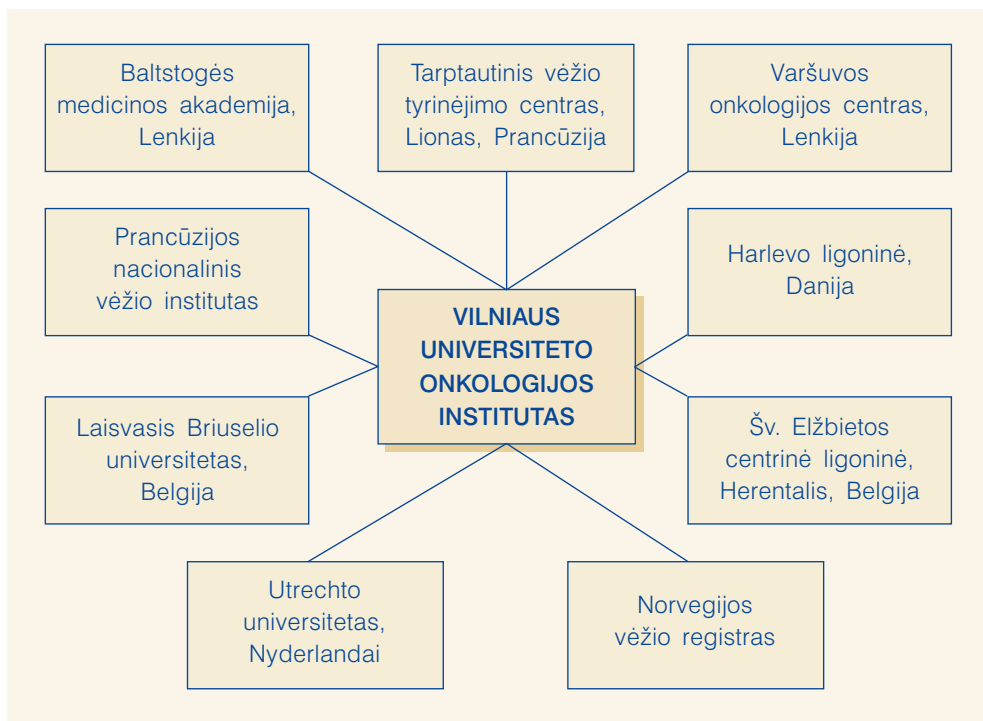 Baltstogės
medicinos akademija,
Lenkija
Tarptautinis vėžio
tyrinėjimo centras,
Lionas, Prancūzija
Varšuvos
onkologijos centras,
Lenkija
Prancūzijos
nacionalinis
vėžio institutas
VILNIAUS
UNIVERSITETO
ONKOLOGIJOS
INSTITUTAS
Harlevo ligoninė,
Danija
Laisvasis Briuselio
universitetas,
Belgija
Šv. Elžbietos
centrinė ligoninė,
Herentalis, Belgija
Utrechto
universitetas,
Nyderlandai
Norvegijos
vėžio registras